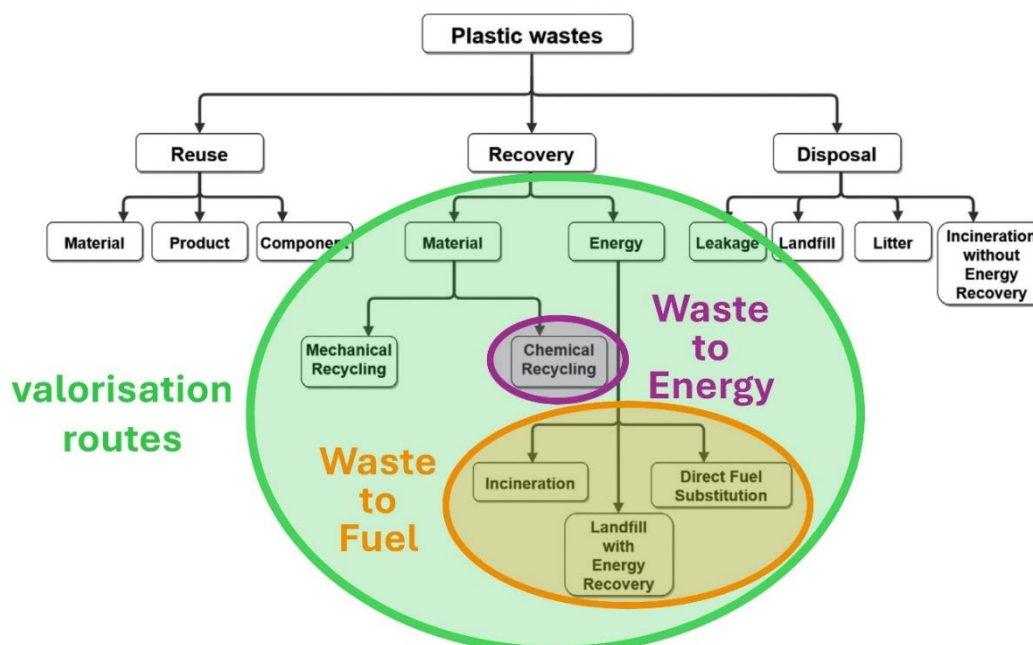 Plastic wastes
Reuse
Recovery
Disposal
Material
Product
Component
Material
Energy
Leakage
Landfill
Litter
Incineration
without
Energy
Recovery
Mechanical
Recycling
Chemical
Recycling
Waste
to
Energy
valorisation
routes
Waste
to
Fuel
Incineration
Direct Fuel
Substitution
Landfill
with
Energy
Recovery